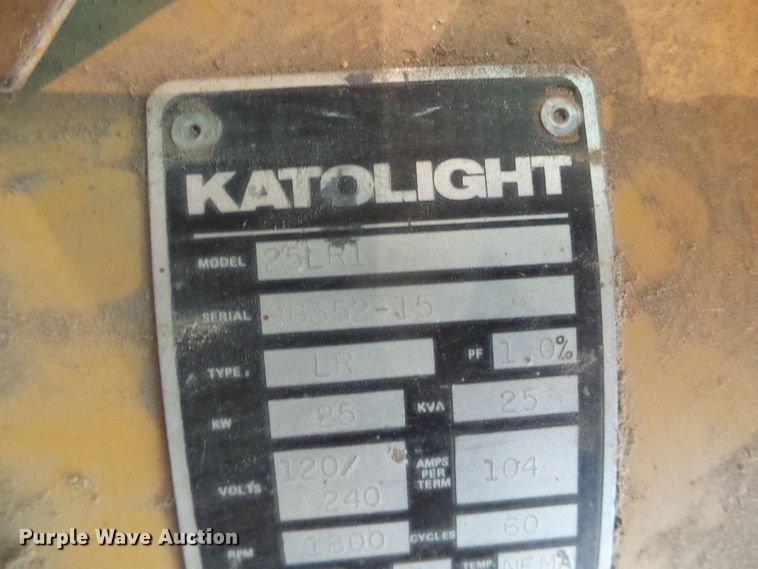 KATOLIGHT
MODEL 25LR1
SERIAL
TYPE LR PF 1.0%
KW 25 KVA 25
VOLTS 120/ 240 AMPS PER TERM 104
RPM 1800 CYCLES 60
TEMP. NEMA
Purple Wave Auction